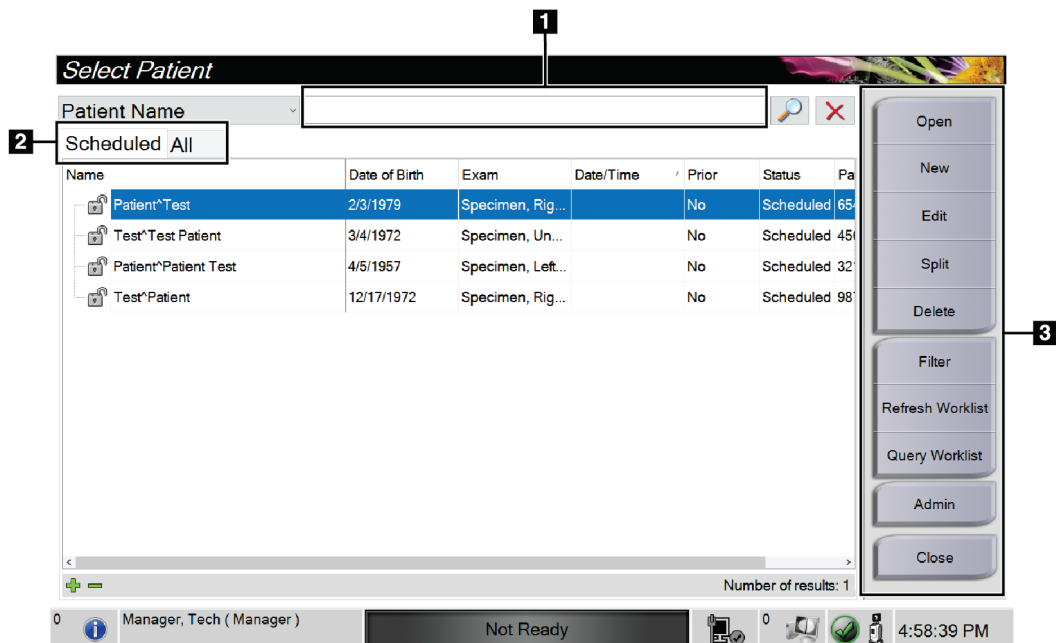 1
Select Patient
Patient Name
2
Scheduled All
Name Date of Birth Exam Date/Time Prior Status Pa
Patient^Test 2/3/1979 Specimen, Rig... No Scheduled 654
Test^Test Patient 3/4/1972 Specimen, Un... No Scheduled 456
Patient^Patient Test 4/5/1957 Specimen, Left... No Scheduled 321
Test^Patient 12/17/1972 Specimen, Rig... No Scheduled 987
Open
New
Edit
Split
Delete
3
Filter
Refresh Worklist
Query Worklist
Admin
Close
Number of results: 1
0 Manager, Tech ( Manager ) Not Ready 0 4:58:39 PM